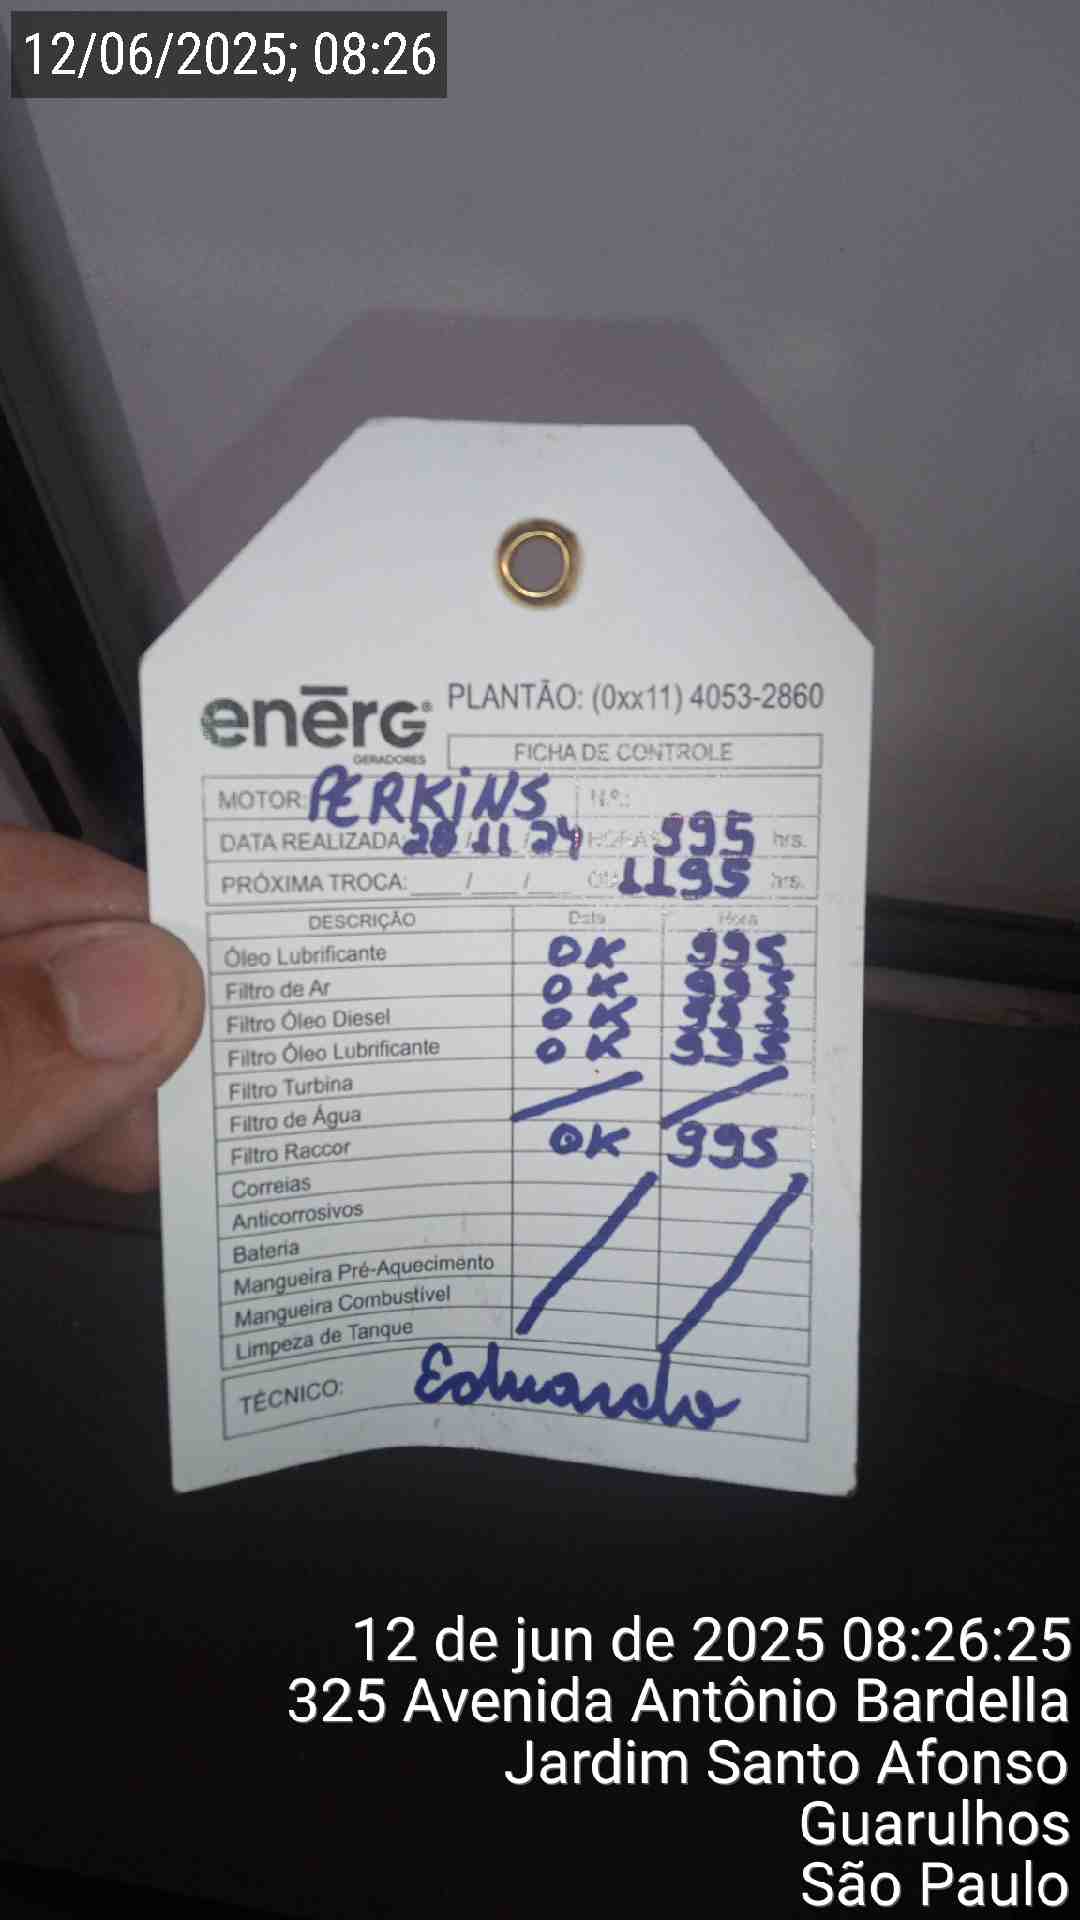 12/06/2025; 08:26
enērG® PLANTÃO: (0xx11) 4053-2860
GERADORES
FICHA DE CONTROLE
MOTOR: PERKiNS N.º:
DATA REALIZADA: 28/11/24 HORAS 995 hrs.
PRÓXIMA TROCA: ___/___/___ OU 1195 hrs.
DESCRIÇÃO Data Hora
Óleo Lubrificante OK 995
Filtro de Ar OK 995
Filtro Óleo Diesel OK 995
Filtro Óleo Lubrificante OK 995
Filtro Turbina
Filtro de Água
Filtro Raccor OK 995
Correias
Anticorrosivos
Bateria
Mangueira Pré-Aquecimento
Mangueira Combustível
Limpeza de Tanque
TÉCNICO: Eduardo
12 de jun de 2025 08:26:25
325 Avenida Antônio Bardella
Jardim Santo Afonso
Guarulhos
São Paulo